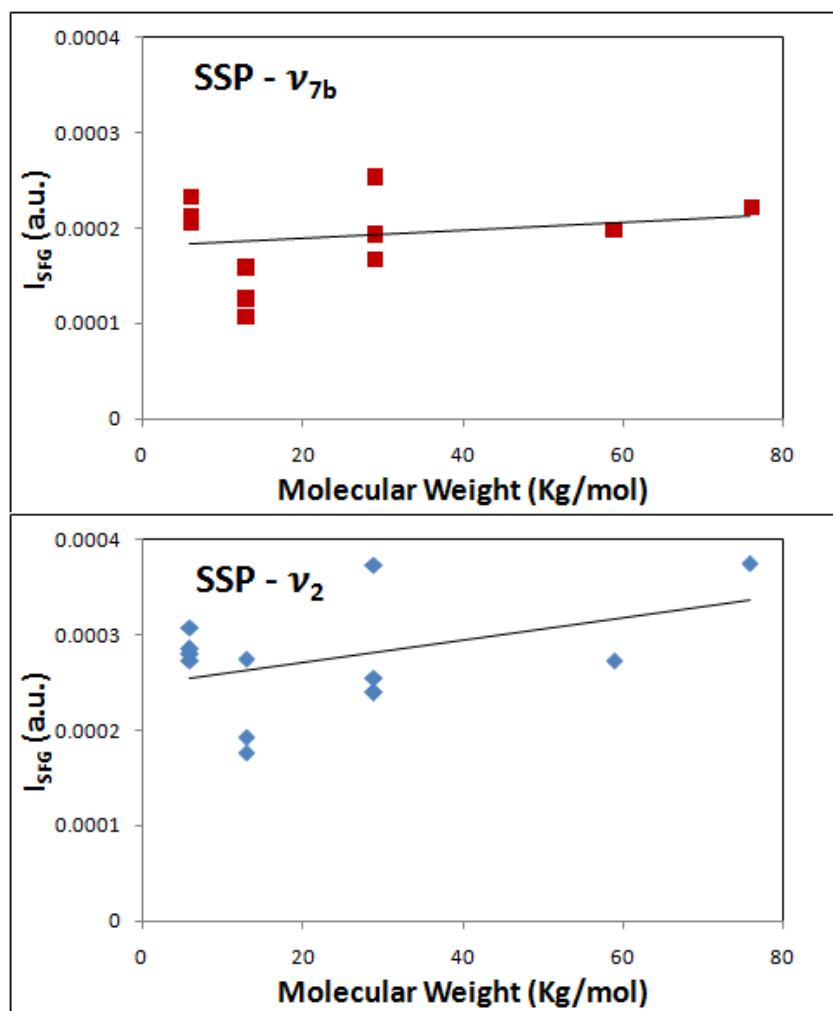 SSP - ν7b
0.0004
0.0003
0.0002
0.0001
0
ISFG (a.u.)
0 20 40 60 80
Molecular Weight (Kg/mol)
SSP - ν2
0.0004
0.0003
0.0002
0.0001
0
ISFG (a.u.)
0 20 40 60 80
Molecular Weight (Kg/mol)